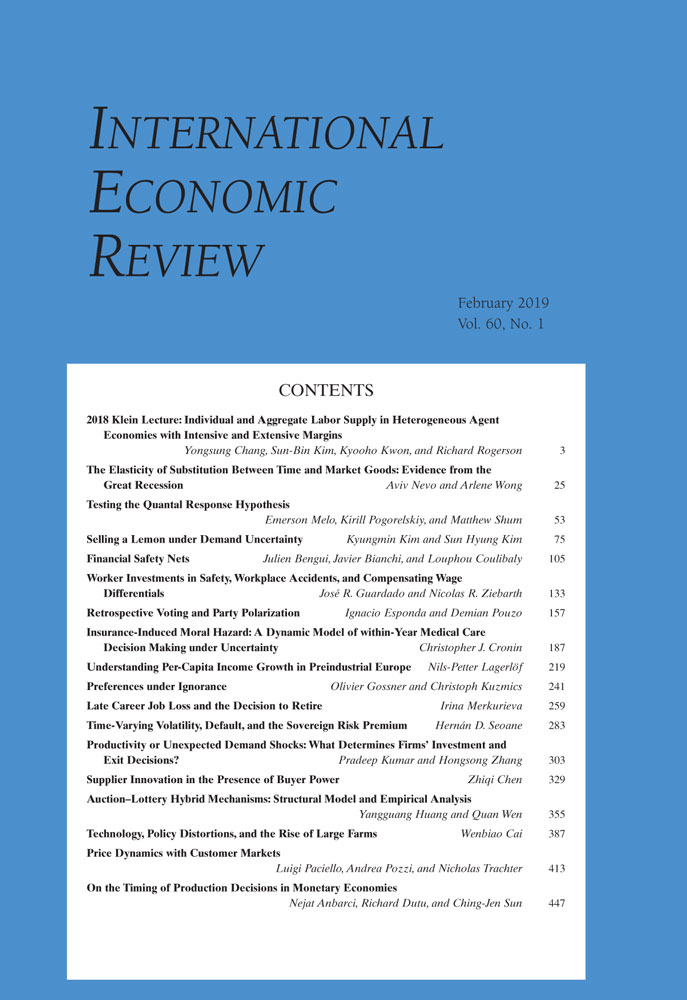 INTERNATIONAL
ECONOMIC
REVIEW
February 2019
Vol. 60, No. 1
CONTENTS
2018 Klein Lecture: Individual and Aggregate Labor Supply in Heterogeneous Agent
Economies with Intensive and Extensive Margins
Yongsung Chang, Sun-Bin Kim, Kyooho Kwon, and Richard Rogerson 3
The Elasticity of Substitution Between Time and Market Goods: Evidence from the
Great Recession Aviv Nevo and Arlene Wong 25
Testing the Quantal Response Hypothesis
Emerson Melo, Kirill Pogorelskiy, and Matthew Shum 53
Selling a Lemon under Demand Uncertainty Kyungmin Kim and Sun Hyung Kim 75
Financial Safety Nets Julien Bengui, Javier Bianchi, and Louphou Coulibaly 105
Worker Investments in Safety, Workplace Accidents, and Compensating Wage
Differentials José R. Guardado and Nicolas R. Ziebarth 133
Retrospective Voting and Party Polarization Ignacio Esponda and Demian Pouzo 157
Insurance-Induced Moral Hazard: A Dynamic Model of within-Year Medical Care
Decision Making under Uncertainty Christopher J. Cronin 187
Understanding Per-Capita Income Growth in Preindustrial Europe Nils-Petter Lagerlöf 219
Preferences under Ignorance Olivier Gossner and Christoph Kuzmics 241
Late Career Job Loss and the Decision to Retire Irina Merkurieva 259
Time-Varying Volatility, Default, and the Sovereign Risk Premium Hernán D. Seoane 283
Productivity or Unexpected Demand Shocks: What Determines Firms' Investment and
Exit Decisions? Pradeep Kumar and Hongsong Zhang 303
Supplier Innovation in the Presence of Buyer Power Zhiqi Chen 329
Auction–Lottery Hybrid Mechanisms: Structural Model and Empirical Analysis
Yangguang Huang and Quan Wen 355
Technology, Policy Distortions, and the Rise of Large Farms Wenbiao Cai 387
Price Dynamics with Customer Markets
Luigi Paciello, Andrea Pozzi, and Nicholas Trachter 413
On the Timing of Production Decisions in Monetary Economies
Nejat Anbarci, Richard Dutu, and Ching-Jen Sun 447